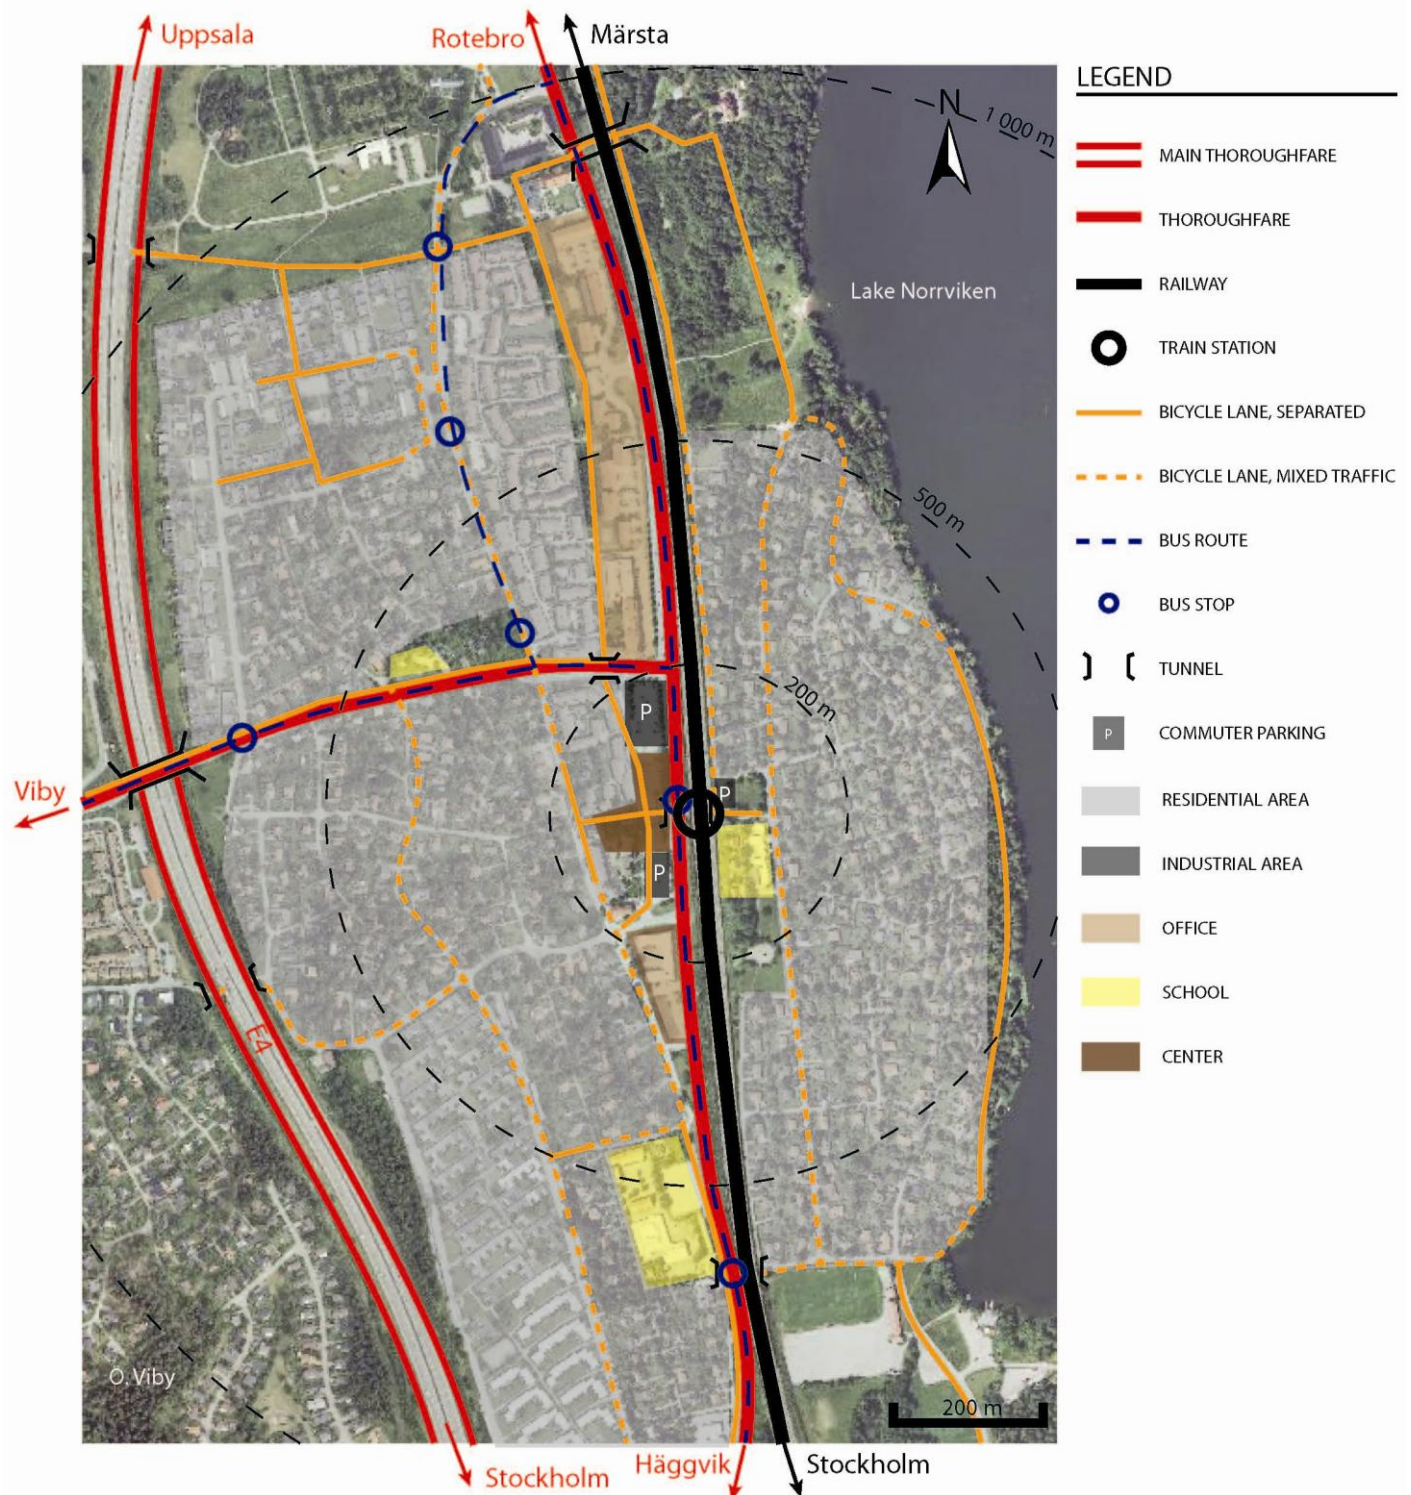 Uppsala
Rotebro
Märsta
LEGEND
N
1 000 m
MAIN THOROUGHFARE
THOROUGHFARE
RAILWAY
Lake Norrviken
TRAIN STATION
BICYCLE LANE, SEPARATED
BICYCLE LANE, MIXED TRAFFIC
500 m
BUS ROUTE
BUS STOP
TUNNEL
200 m
P
COMMUTER PARKING
P
Viby
P
RESIDENTIAL AREA
P
INDUSTRIAL AREA
OFFICE
SCHOOL
E4
CENTER
Ö. Viby
200 m
Stockholm
Häggvik
Stockholm